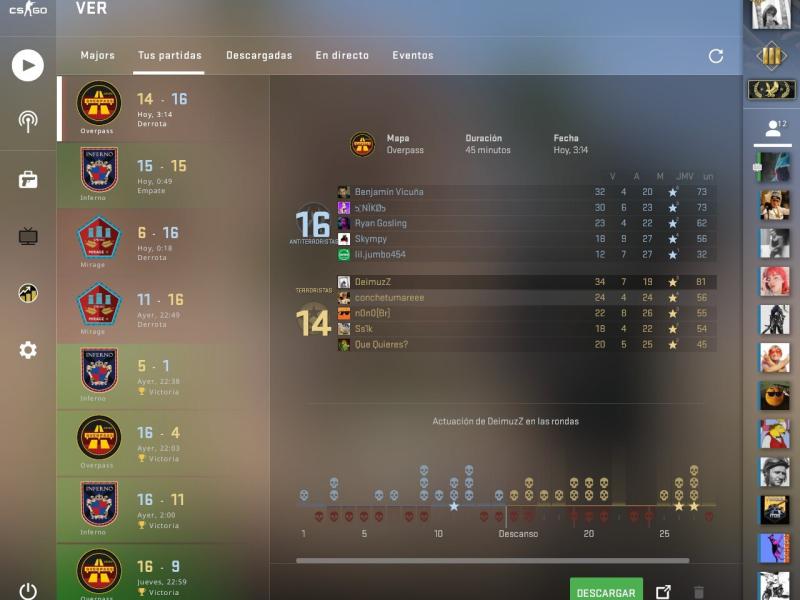 CS GO
VER
Majors Tus partidas Descargadas En directo Eventos
14 - 16
Hoy, 3:14
Derrota
Overpass
INFERNO
15 - 15
Hoy, 0:49
Empate
Inferno
6 - 16
Hoy, 0:18
Derrota
Mirage
11 - 16
Ayer, 22:49
Derrota
Mirage
INFERNO
5 - 1
Ayer, 22:38
Victoria
Inferno
16 - 4
Ayer, 22:03
Victoria
Overpass
INFERNO
16 - 11
Ayer, 2:00
Victoria
Inferno
16 - 9
Jueves, 22:59
Victoria
Mapa Duración Fecha
Overpass 45 minutos Hoy, 3:14
V A M JMV un
16
ANTITERRORISTAS
Benjamín Vicuña 32 4 20 73
30 6 23 73
Ryan Gosling 23 4 22 62
Skympy 18 9 27 56
lil.jumbo454 12 7 27 32
TERRORISTAS
14
DeimuzZ 34 7 19 81
conchetumareee 24 4 24 56
n0n0[Br] 22 8 26 55
Ss1k 18 4 22 54
Que Quieres? 20 5 25 45
Actuación de DeimuzZ en las rondas
1 5 10 Descanso 20 25
DESCARGAR
12